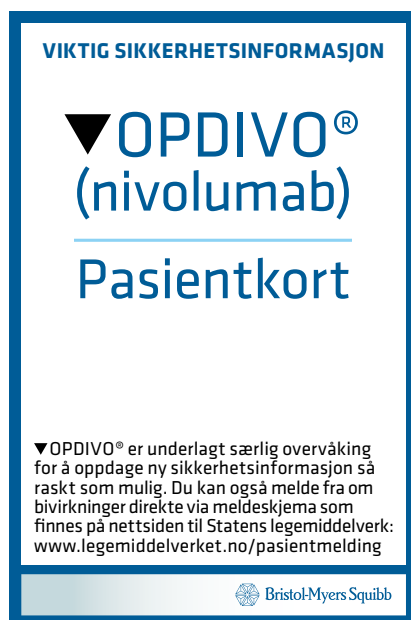 VIKTIG SIKKERHETSINFORMASJON
▼OPDIVO®
(nivolumab)
Pasientkort
▼OPDIVO® er underlagt særlig overvåking
for å oppdage ny sikkerhetsinformasjon så
raskt som mulig. Du kan også melde fra om
bivirkninger direkte via meldeskjema som
finnes på nettsiden til Statens legemiddelverk:
www.legemiddelverket.no/pasientmelding
Bristol-Myers Squibb